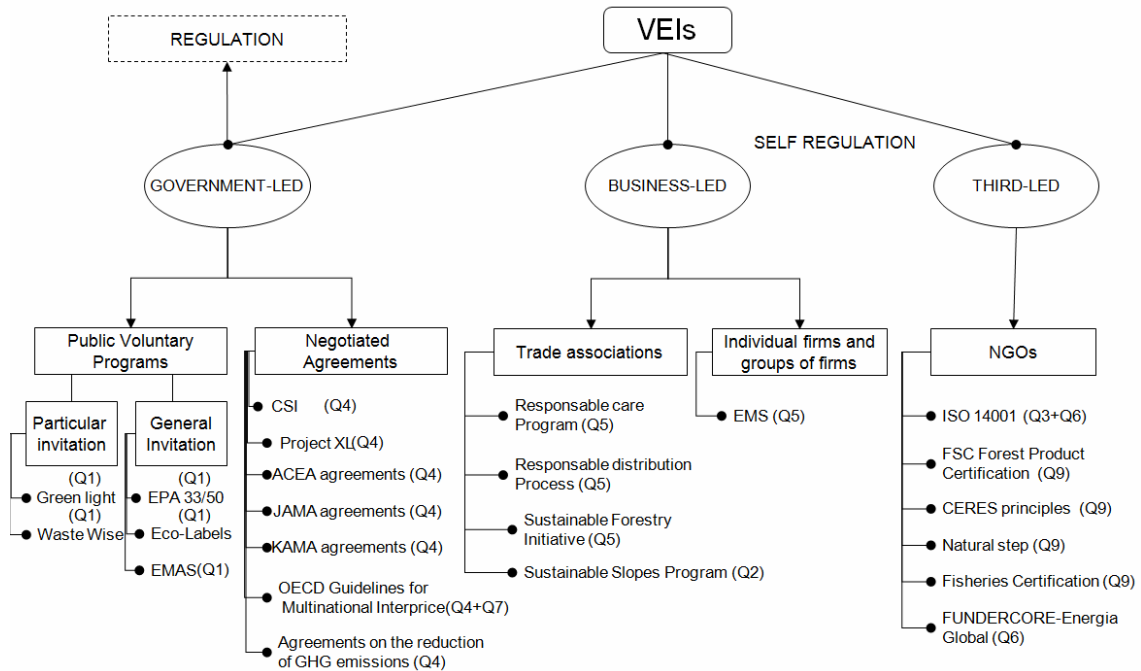 VEIs
REGULATION
SELF REGULATION
GOVERNMENT-LED
BUSINESS-LED
THIRD-LED
Public Voluntary
Programs
Negotiated
Agreements
Trade associations
Individual firms and
groups of firms
NGOs
Particular
invitation
General
Invitation
(Q1)
Green light
(Q1)
Waste Wise
(Q1)
EPA 33/50
(Q1)
Eco-Labels
EMAS(Q1)
CSI (Q4)
Project XL(Q4)
ACEA agreements (Q4)
JAMA agreements (Q4)
KAMA agreements (Q4)
OECD Guidelines for
Multinational Interprice(Q4+Q7)
Agreements on the reduction
of GHG emissions (Q4)
Responsable care
Program (Q5)
Responsable distribution
Process (Q5)
Sustainable Forestry
Initiative (Q5)
Sustainable Slopes Program (Q2)
EMS (Q5)
ISO 14001 (Q3+Q6)
FSC Forest Product
Certification (Q9)
CERES principles (Q9)
Natural step (Q9)
Fisheries Certification (Q9)
FUNDERCORE-Energia
Global (Q6)